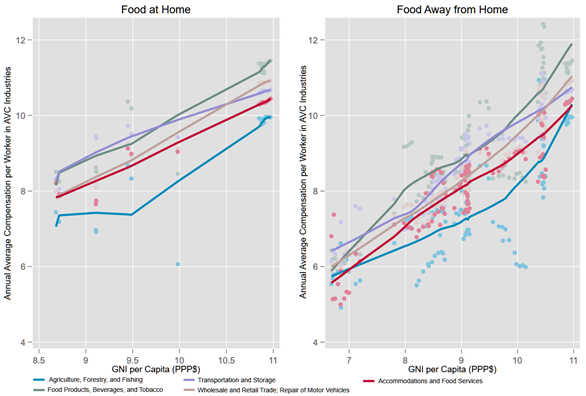 Food at Home
Food Away from Home
Annual Average Compensation per Worker in AVC Industries
12
10
8
6
4
8.5 9 9.5 10 10.5 11
GNI per Capita (PPP$)
Annual Average Compensation per Worker in AVC Industries
12
10
8
6
4
7 8 9 10 11
GNI per Capita (PPP$)
Agriculture, Forestry, and Fishing
Transportation and Storage
Accommodations and Food Services
Food Products, Beverages, and Tobacco
Wholesale and Retail Trade; Repair of Motor Vehicles